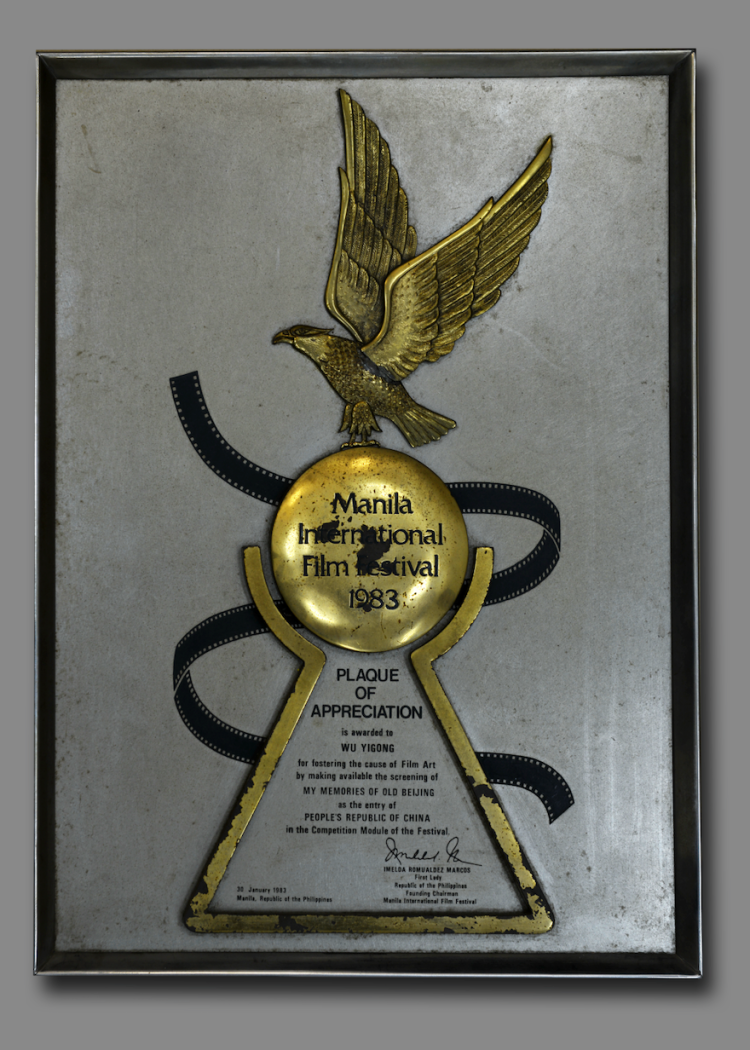 Manila
International
Film Festival
1983
PLAQUE
OF
APPRECIATION
is awarded to
WU YIGONG
for fostering the cause of Film Art
by making available the screening of
MY MEMORIES OF OLD BEIJING
as the entry of
PEOPLE'S REPUBLIC OF CHINA
in the Competition Module of the Festival.
IMELDA ROMUALDEZ MARCOS
First Lady
Republic of the Philippines
Founding Chairman
Manila International Film Festival
January 1983
Manila, Republic of the Philippines